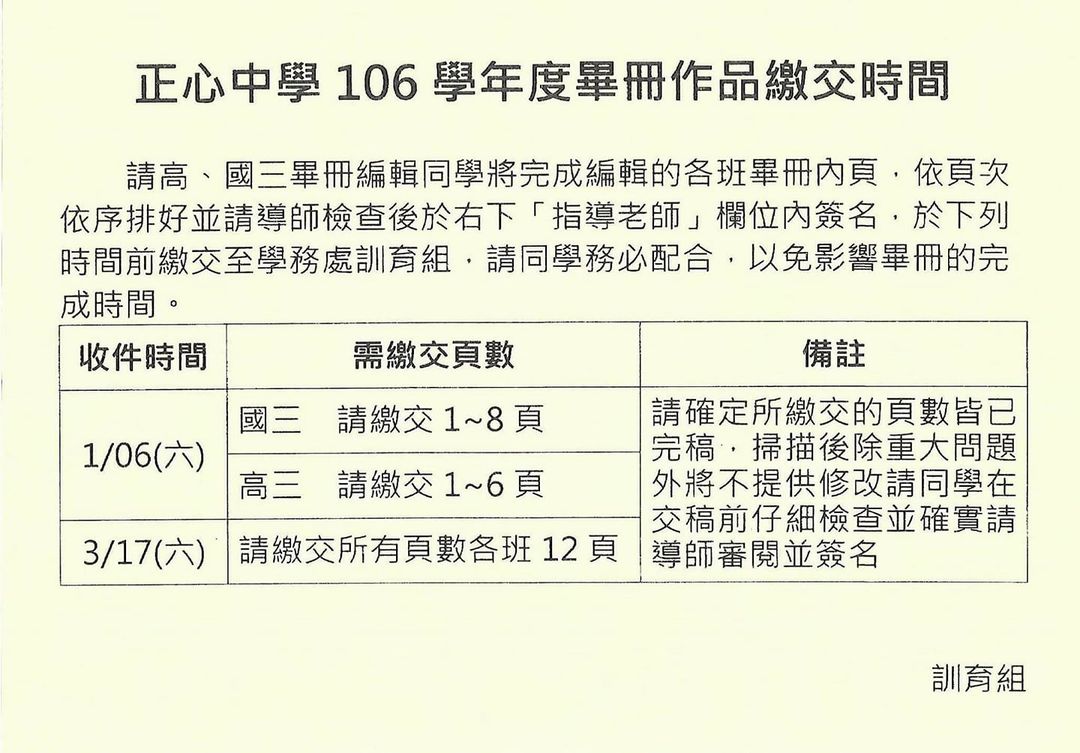 正心中學 106 學年度畢冊作品繳交時間
請高、國三畢冊編輯同學將完成編輯的各班畢冊內頁，依頁次
依序排好並請導師檢查後於右下「指導老師」欄位內簽名，於下列
時間前繳交至學務處訓育組，請同學務必配合，以免影響畢冊的完
成時間。
收件時間 需繳交頁數 備註
1/06(六)
國三 請繳交 1~8 頁
高三 請繳交 1~6 頁
3/17(六) 請繳交所有頁數各班 12 頁
請確定所繳交的頁數皆已
完稿，掃描後除重大問題
外將不提供修改請同學在
交稿前仔細檢查並確實請
導師審閱並簽名
訓育組